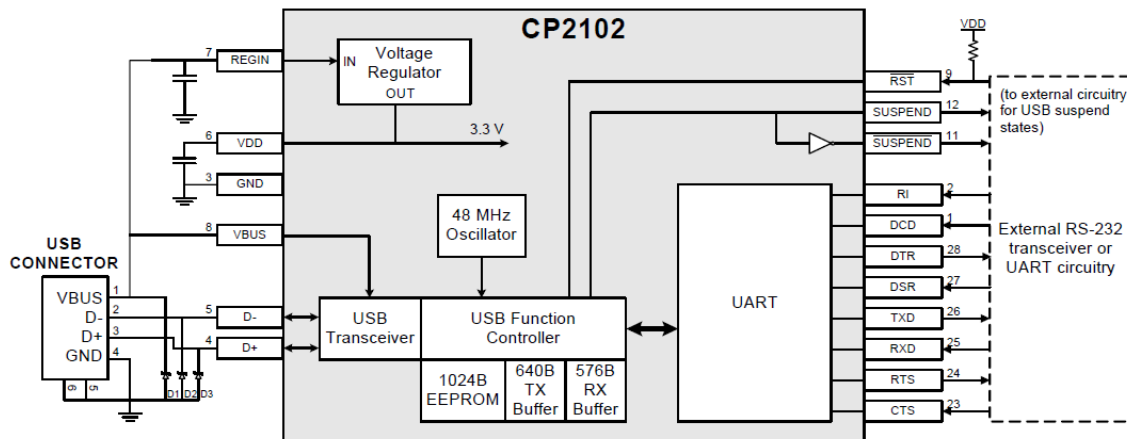 CP2102
7
REGIN
IN
Voltage
Regulator
OUT
VDD
9
RST
12
SUSPEND
11
SUSPEND
(to external circuitry
for USB suspend
states)
6
VDD
3.3 V
3
GND
8
VBUS
48 MHz
Oscillator
USB
CONNECTOR
VBUS
D-
D+
GND
1
2
3
4
6
5
D1
D2
D3
5
D-
4
D+
USB
Transceiver
USB Function
Controller
1024B
EEPROM
640B
TX
Buffer
576B
RX
Buffer
UART
RI
2
DCD
1
DTR
28
DSR
27
TXD
26
RXD
25
RTS
24
CTS
23
External RS-232
transceiver or
UART circuitry